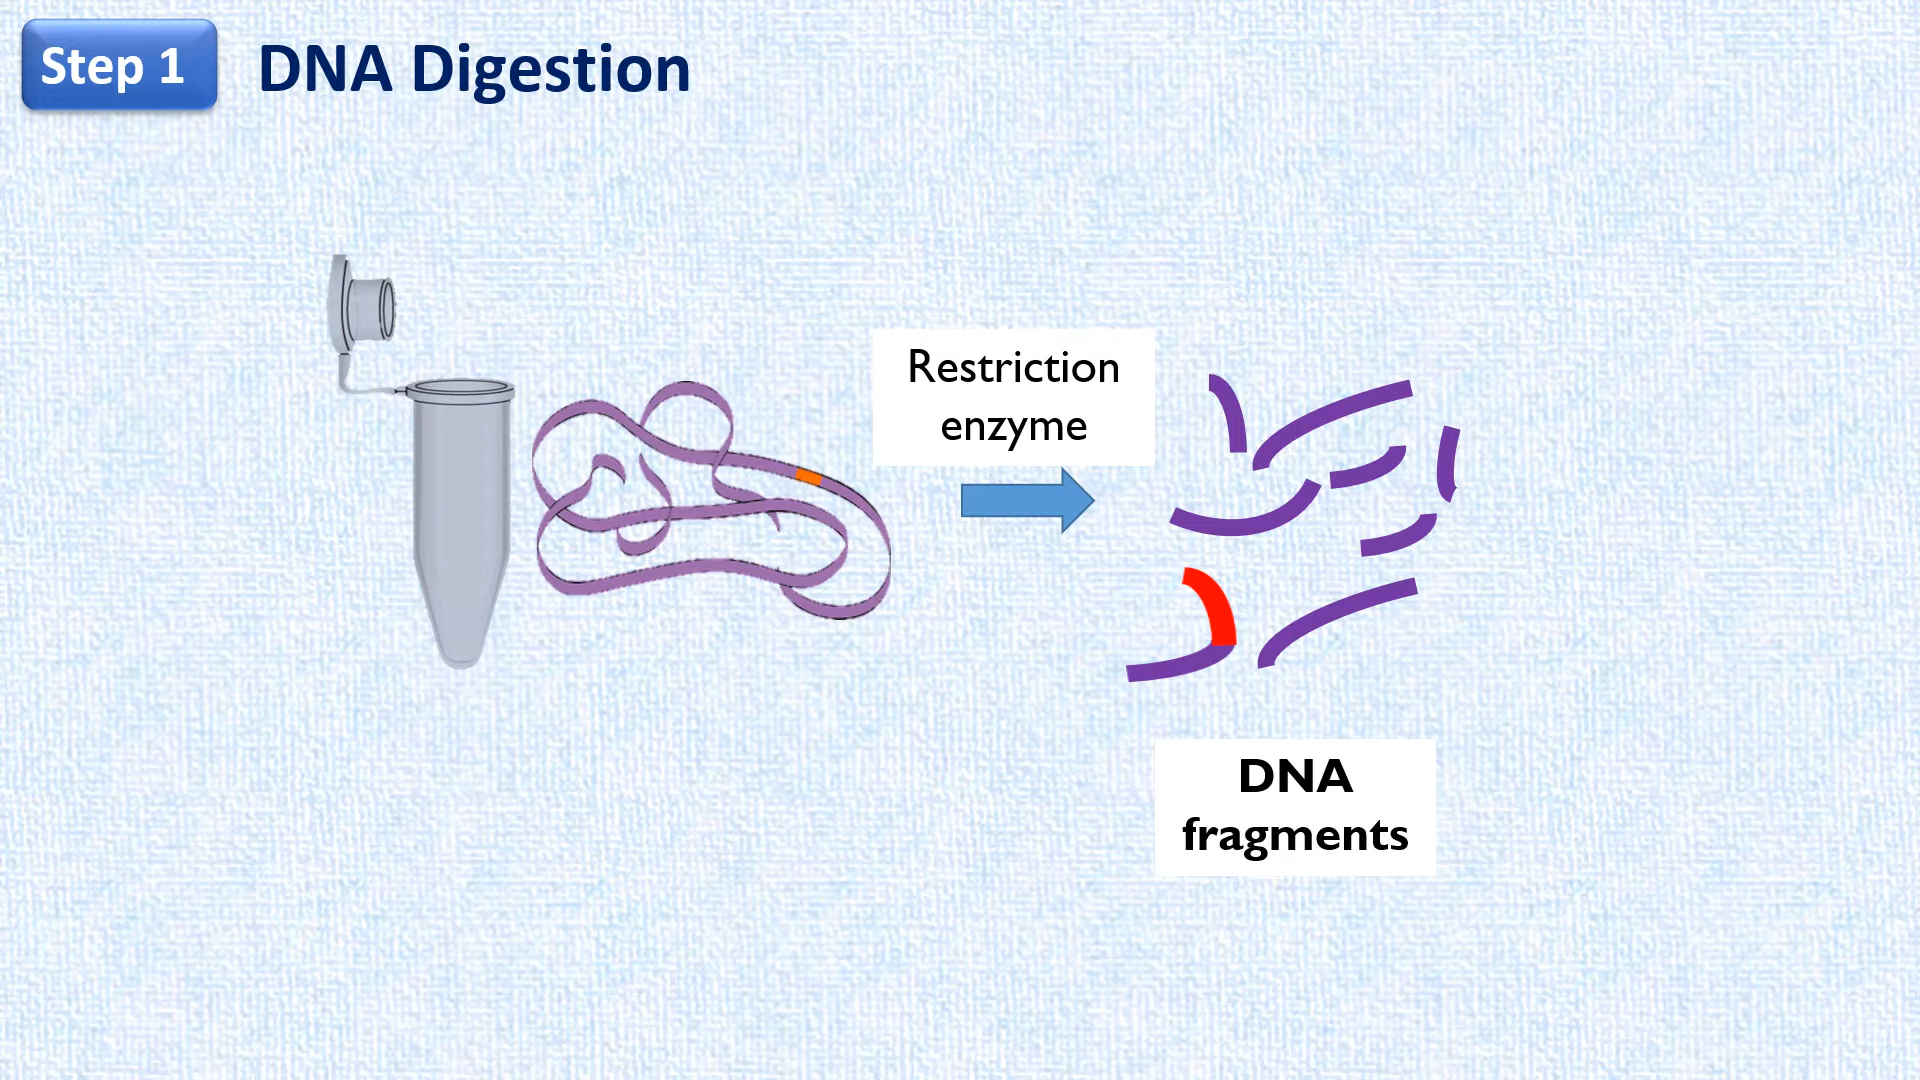 Step 1
DNA Digestion
Restriction
enzyme
DNA
fragments